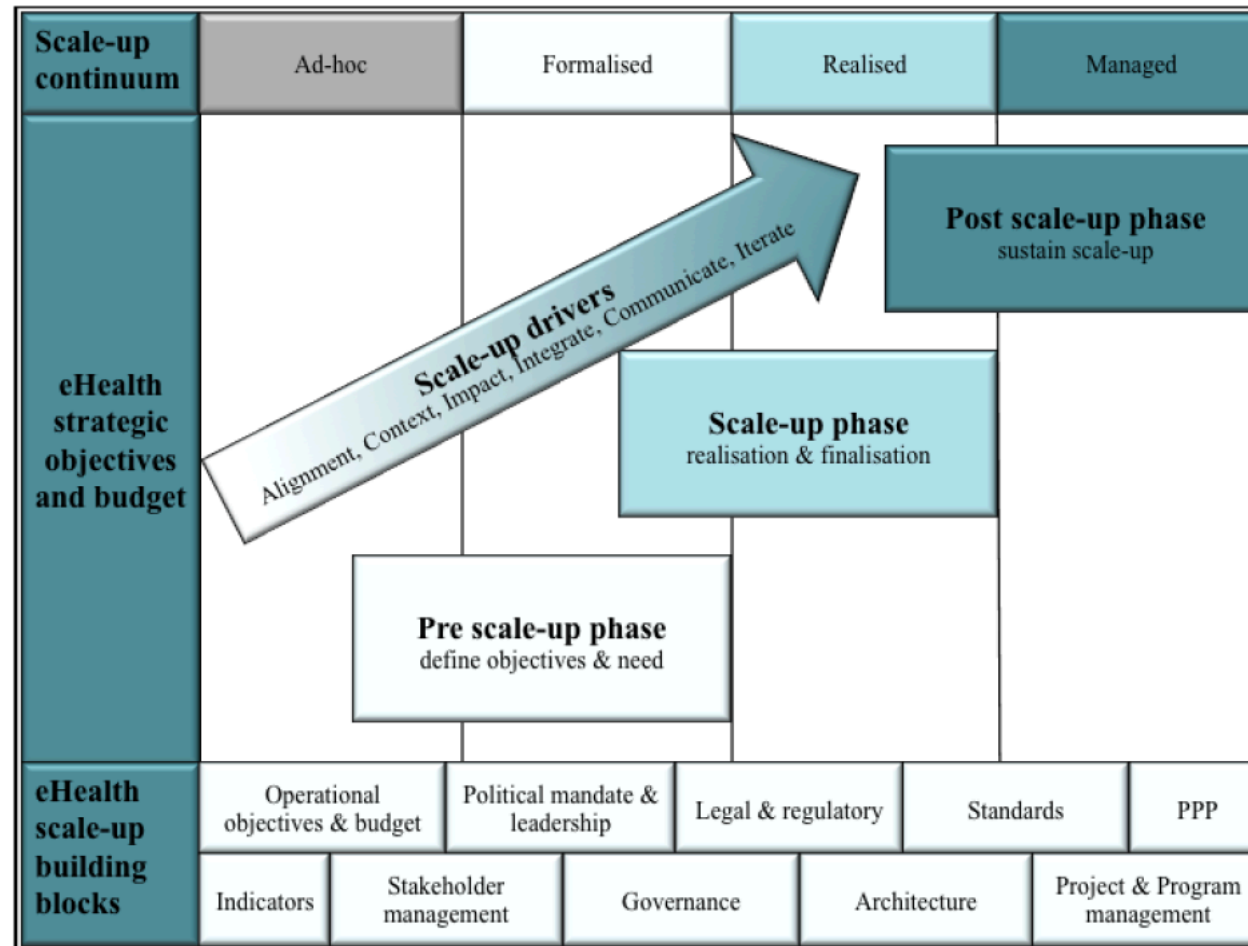 Scale-up
continuum
Ad-hoc
Formalised
Realised
Managed
eHealth
strategic
objectives
and budget
Scale-up drivers
Alignment, Context, Impact, Integrate, Communicate, Iterate
Post scale-up phase
sustain scale-up
Scale-up phase
realisation & finalisation
Pre scale-up phase
define objectives & need
eHealth
scale-up
building
blocks
Operational
objectives & budget
Political mandate &
leadership
Legal & regulatory
Standards
PPP
Indicators
Stakeholder
management
Governance
Architecture
Project & Program
management